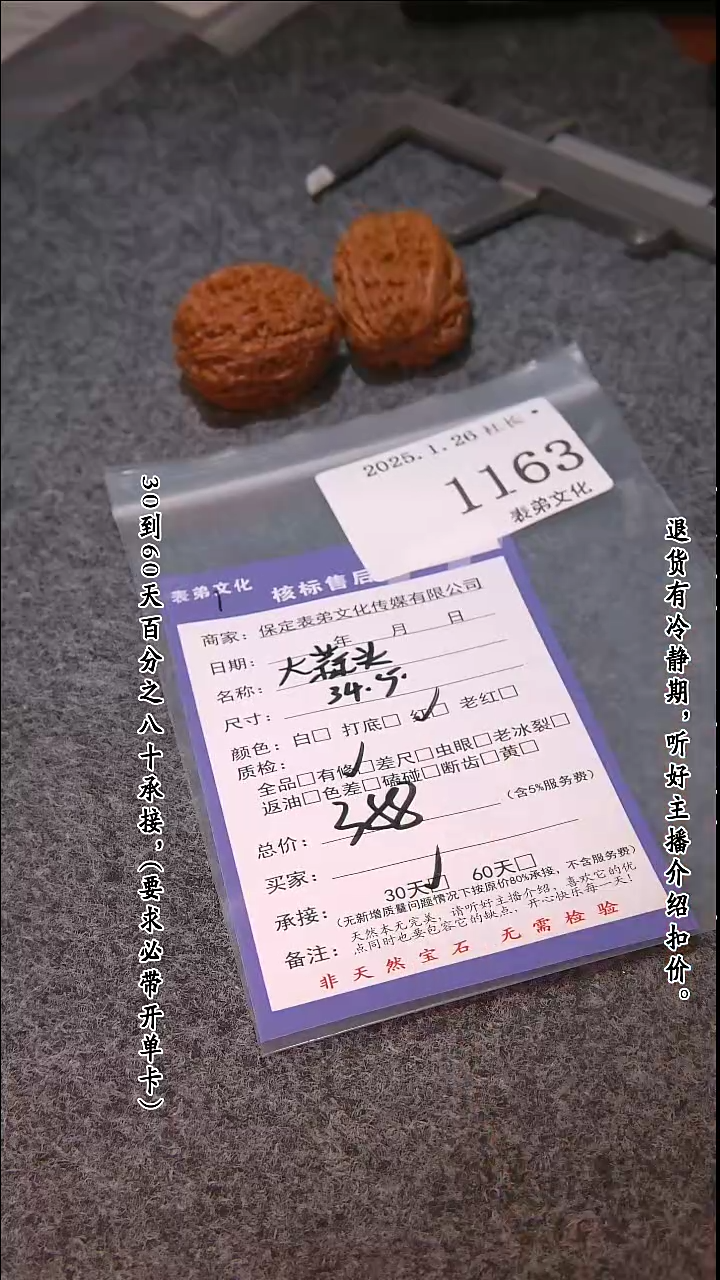 2025.1.26 社长
1163
表弟文化
表弟文化 核标售后
商家：保定表弟文化传媒有限公司
日期： 年 月 日
名称： 大蒜头
尺寸： 34.5
颜色：白□ 打底□ 红□ 老红□
质检：全品□有修□差尺□虫眼□老冰裂□
返油□色差□磕碰□断齿□黄□
总价： 388 （含5%服务费）
买家：
承接： 30天□ 60天□
（无新增质量问题情况下按原价80%承接，不含服务费）
备注：天然本无完美，请听好主播介绍，喜欢它的优
点同时也要包容它的缺点，开心快乐每一天！
非天然宝石 无需检验
30到60天百分之八十承接，（要求必带开单卡）
退货有冷静期，听好主播介绍扣价。